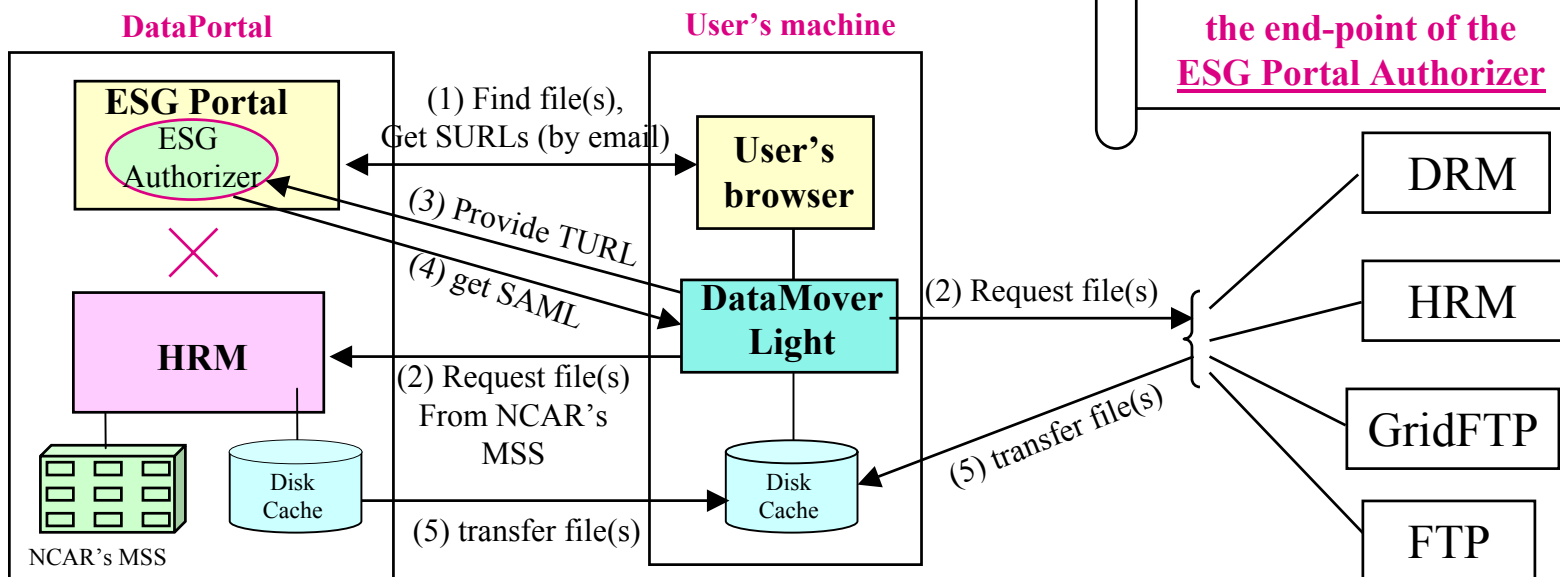 DataPortal
User's machine
the end-point of the
ESG Portal Authorizer
ESG Portal
ESG
Authorizer
(1) Find file(s),
Get SURLs (by email)
User's
browser
(3) Provide TURL
(4) get SAML
DataMover
Light
(2) Request file(s)
HRM
(2) Request file(s)
From NCAR's
MSS
Disk
Cache
NCAR's MSS
(5) transfer file(s)
Disk
Cache
(5) transfer file(s)
DRM
HRM
GridFTP
FTP